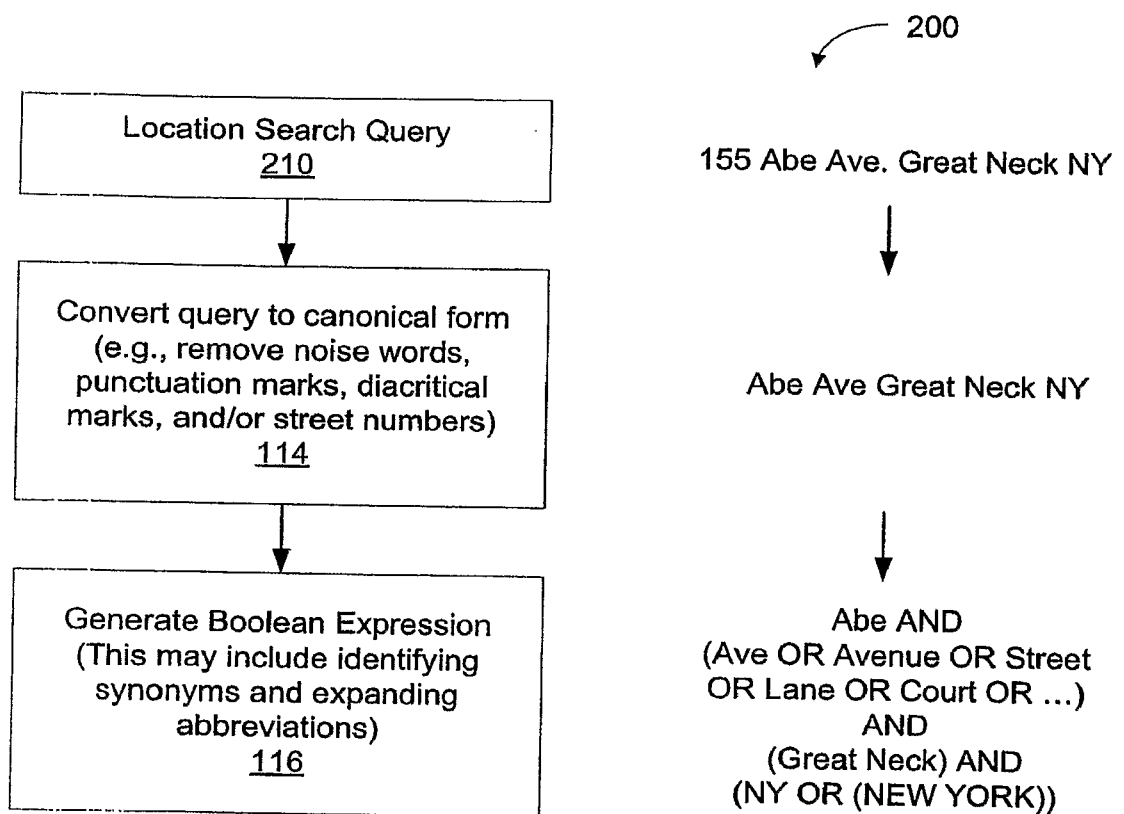 200
Location Search Query
210
155 Abe Ave. Great Neck NY
Convert query to canonical form
(e.g., remove noise words,
punctuation marks, diacritical
marks, and/or street numbers)
114
Abe Ave Great Neck NY
Generate Boolean Expression
(This may include identifying
synonyms and expanding
abbreviations)
116
Abe AND
(Ave OR Avenue OR Street
OR Lane OR Court OR ...)
AND
(Great Neck) AND
(NY OR (NEW YORK))